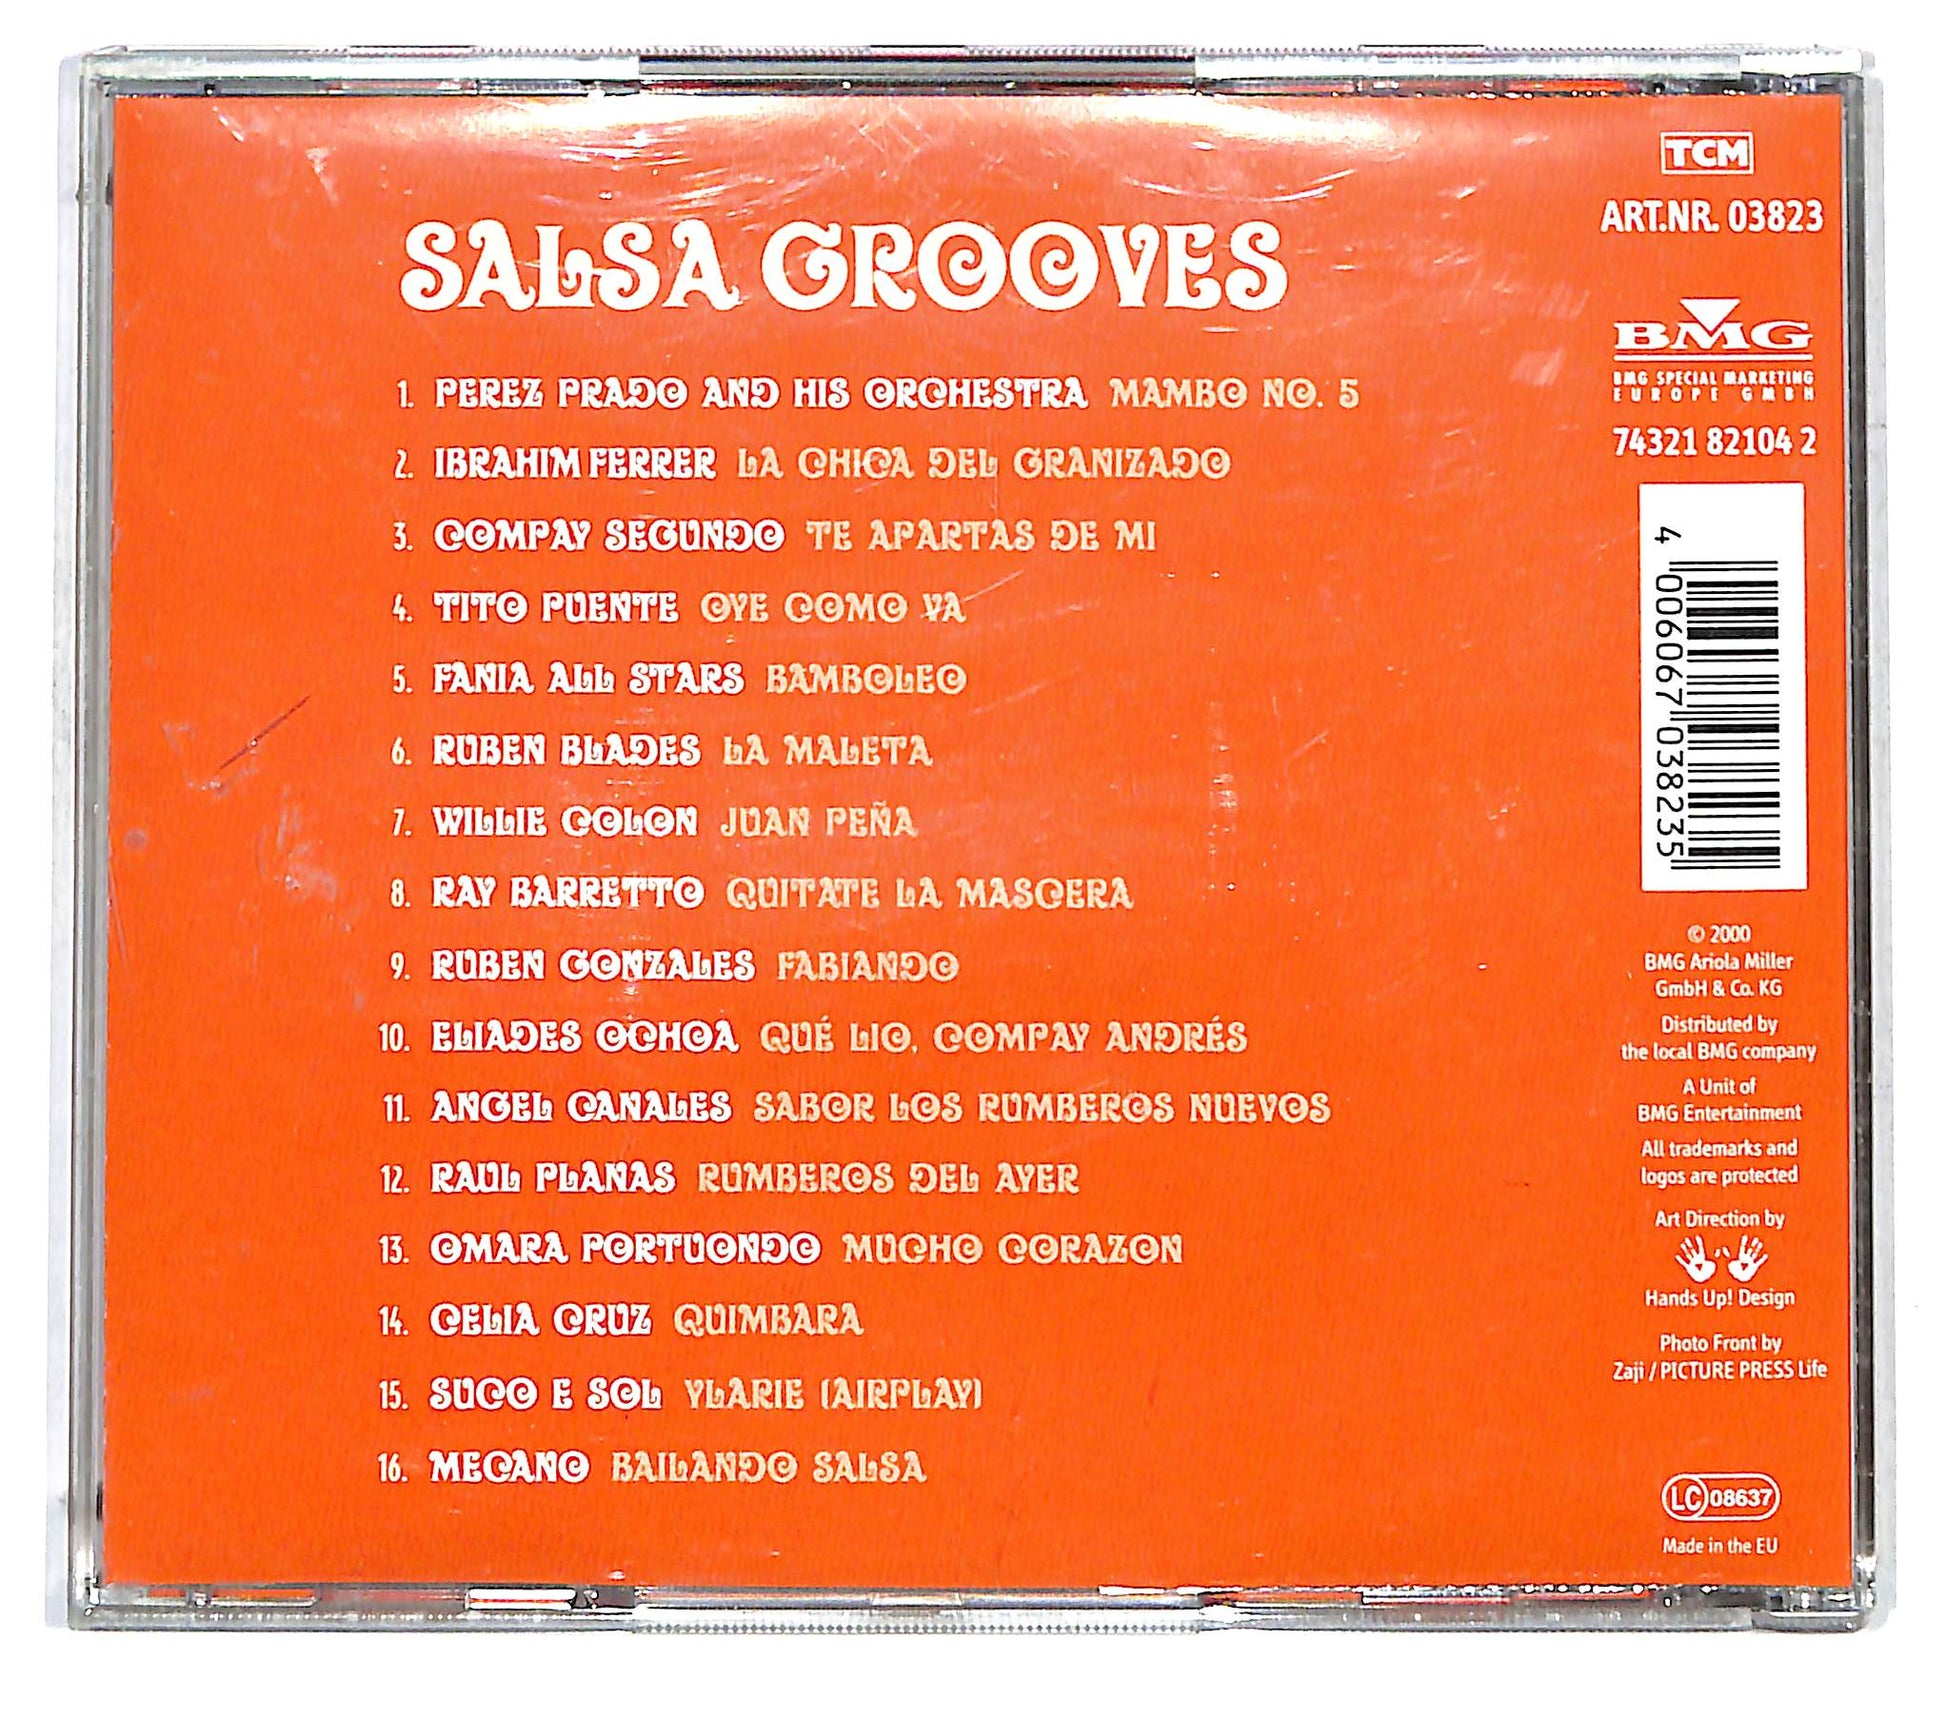 SALSA GROOVES
1. PEREZ PRADO AND HIS ORCHESTRA MAMBO NO. 5
2. IBRAHIM FERRER LA CHICA DEL GRANIZADO
3. COMPAY SEGUNDO TE APARTAS DE MI
4. TITO PUENTE OYE COMO VA
5. FANIA ALL STARS BAMBOLEO
6. RUBEN BLADES LA MALETA
7. WILLIE COLON JUAN PEÑA
8. RAY BARRETTO QUITATE LA MASCERA
9. RUBEN GONZALES FABIANDO
10. ELIADES OCHOA QUÉ LIO, COMPAY ANDRÉS
11. ANGEL CANALES SABOR LOS RUMBEROS NUEVOS
12. RAUL PLANAS RUMBEROS DEL AYER
13. OMARA PORTUONDO MUCHO CORAZON
14. CELIA CRUZ QUIMBARA
15. SUCO E SOL YLARIE (AIRPLAY)
16. MECANO BAILANDO SALSA
TCM
ART.NR. 03823
BMG
BMG SPECIAL MARKETING
EUROPE GMBH
74321 82104 2
4 006067 038235
© 2000
BMG Ariola Miller
GmbH & Co. KG
Distributed by
the local BMG company
A Unit of
BMG Entertainment
All trademarks and
logos are protected
Art Direction by
Hands Up! Design
Photo Front by
Zaji / PICTURE PRESS Life
LC 08637
Made in the EU